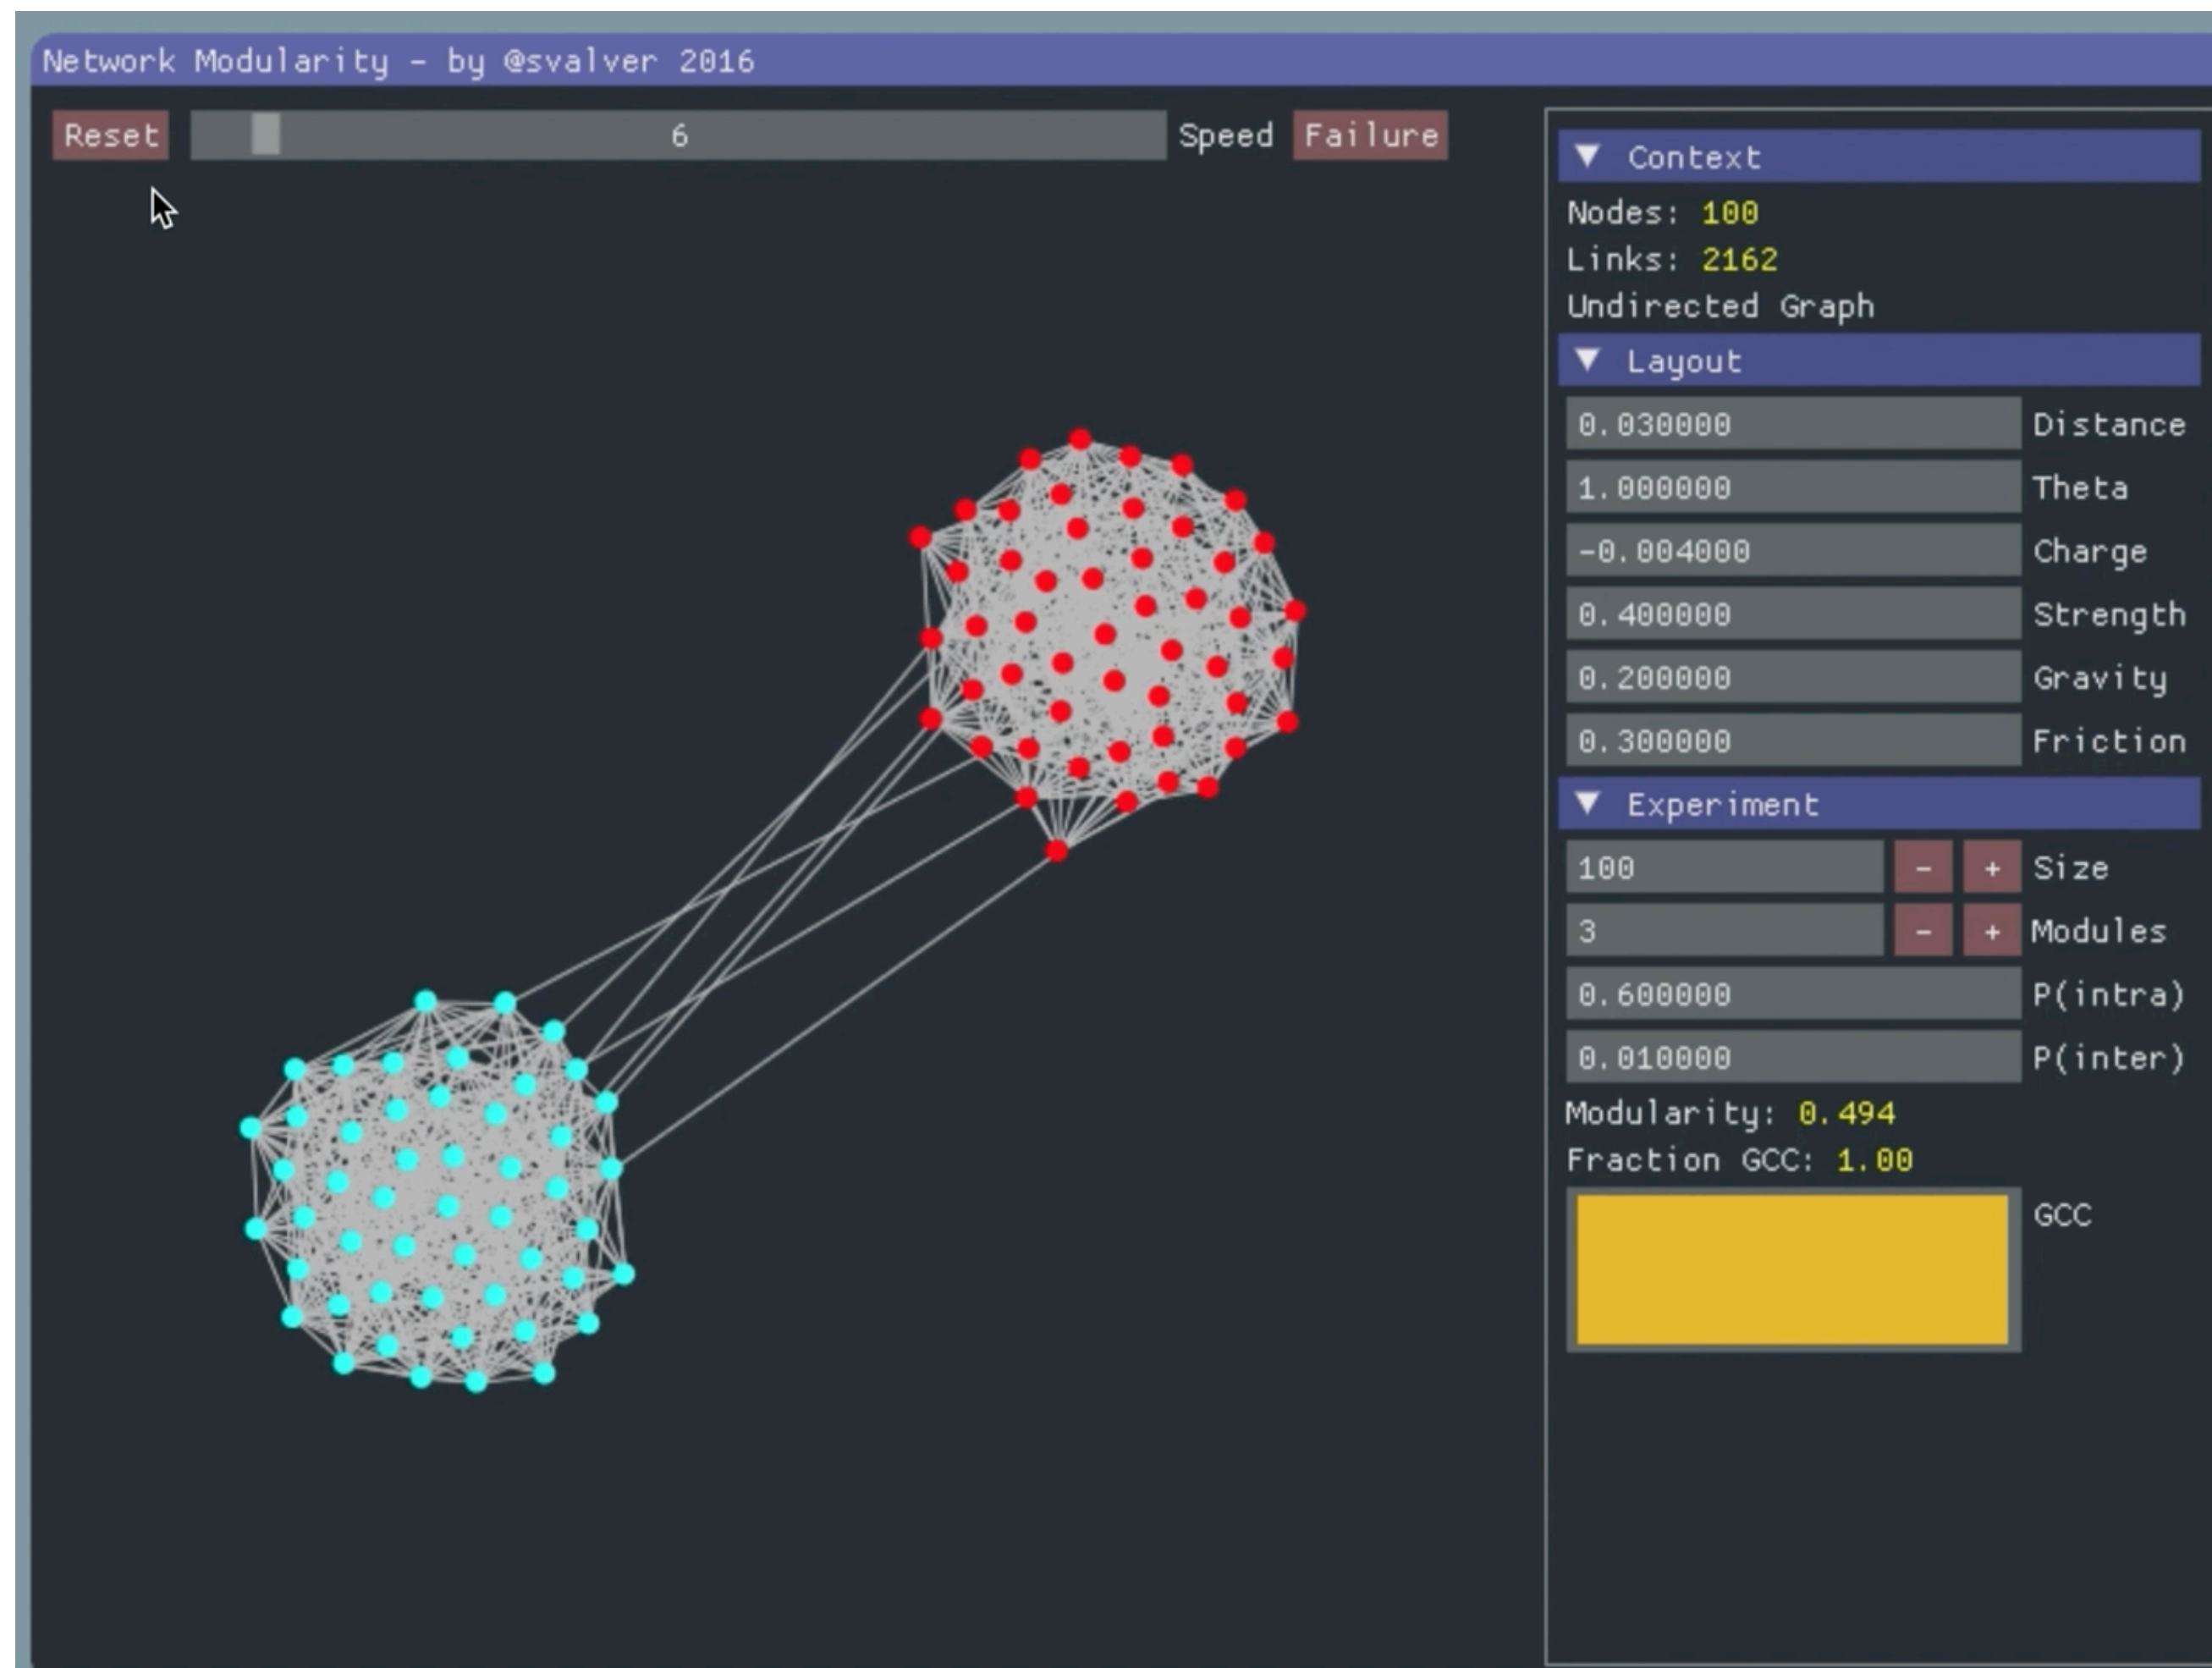 Network Modularity - by @svalver 2016
Reset 6 Speed Failure
▼ Context
Nodes: 100
Links: 2162
Undirected Graph
▼ Layout
0.030000 Distance
1.000000 Theta
-0.004000 Charge
0.400000 Strength
0.200000 Gravity
0.300000 Friction
▼ Experiment
100 - + Size
3 - + Modules
0.600000 P(intra)
0.010000 P(inter)
Modularity: 0.494
Fraction GCC: 1.00
GCC